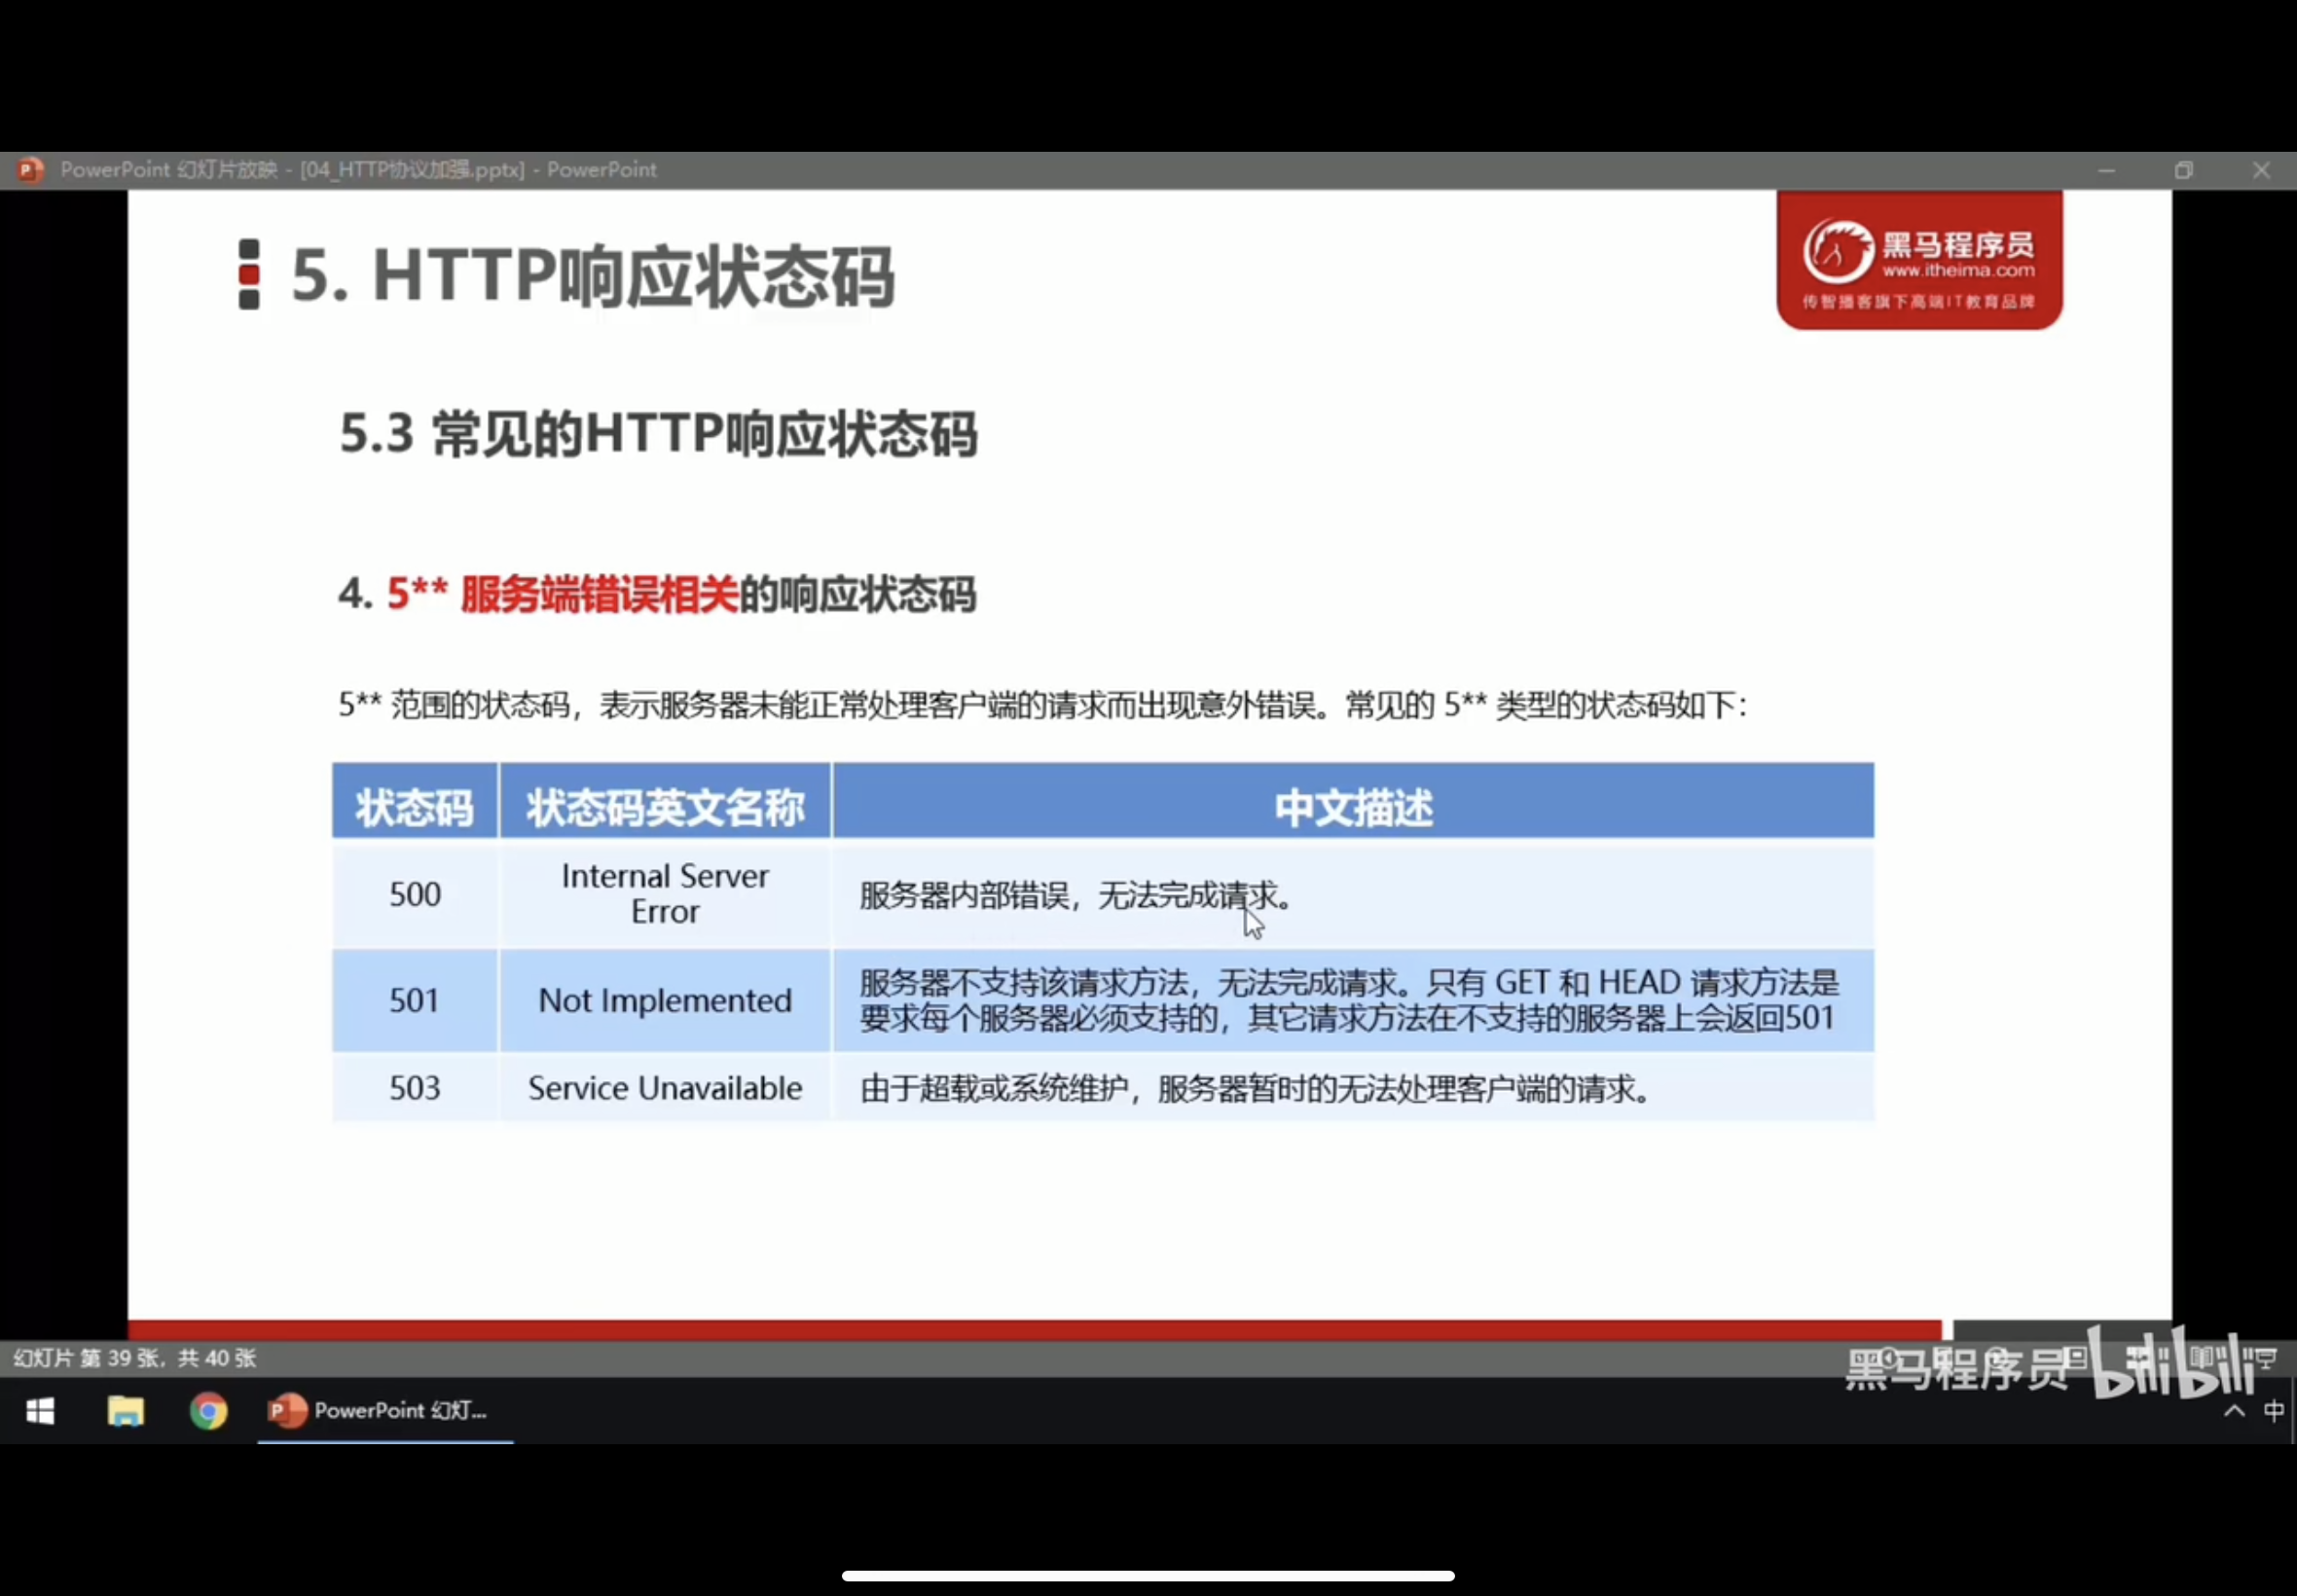 PowerPoint 幻灯片放映 - [04_HTTP协议加强.pptx] - PowerPoint
5. HTTP响应状态码
黑马程序员
www.itheima.com
传智播客旗下高端IT教育品牌
5.3 常见的HTTP响应状态码
4. 5** 服务端错误相关的响应状态码
5** 范围的状态码，表示服务器未能正常处理客户端的请求而出现意外错误。常见的 5** 类型的状态码如下：
状态码 状态码英文名称 中文描述
500 Internal Server Error 服务器内部错误，无法完成请求。
501 Not Implemented 服务器不支持该请求方法，无法完成请求。只有 GET 和 HEAD 请求方法是
要求每个服务器必须支持的，其它请求方法在不支持的服务器上会返回501
503 Service Unavailable 由于超载或系统维护，服务器暂时的无法处理客户端的请求。
幻灯片 第 39 张，共 40 张
黑马程序员 bilibili
PowerPoint 幻灯...
中